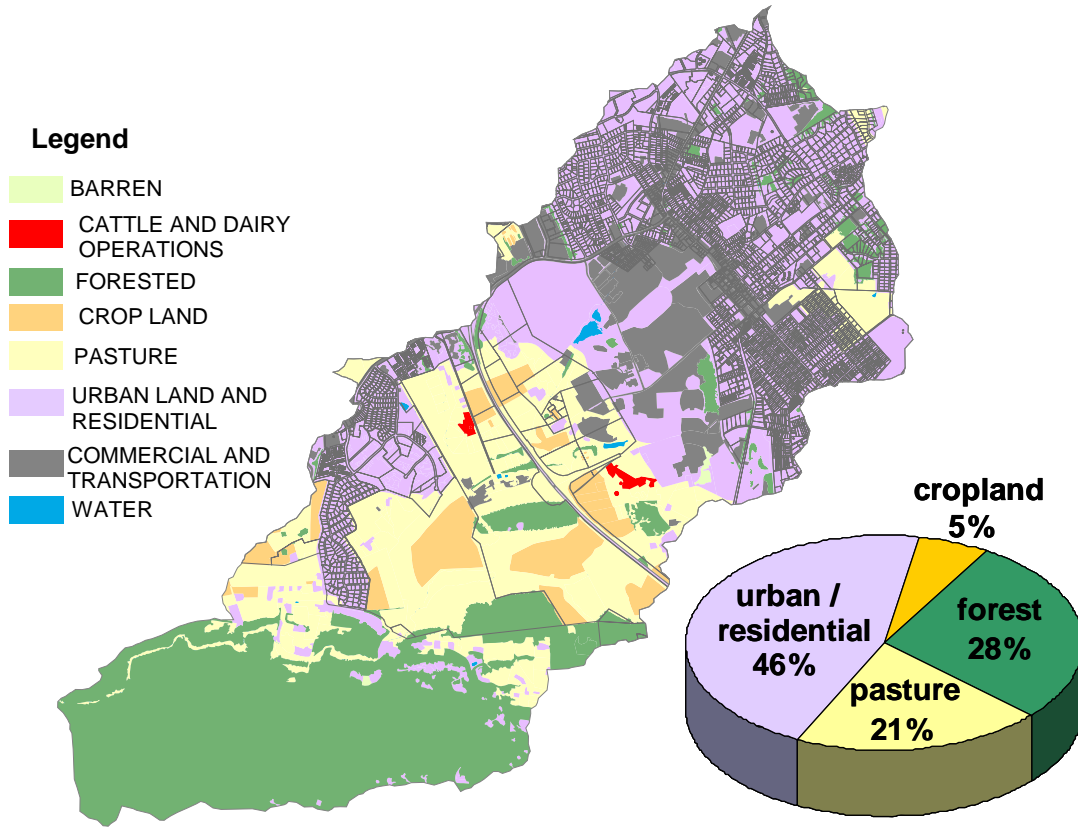 Legend
BARREN
CATTLE AND DAIRY
OPERATIONS
FORESTED
CROP LAND
PASTURE
URBAN LAND AND
RESIDENTIAL
COMMERCIAL AND
TRANSPORTATION
WATER
cropland
5%
urban /
residential
46%
forest
28%
pasture
21%